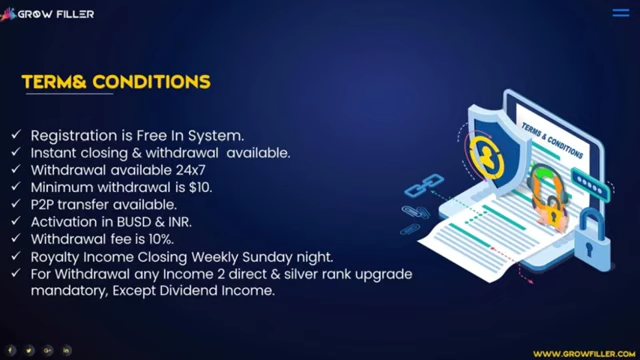 GROW FILLER
TERM& CONDITIONS
Registration is Free In System.
Instant closing & withdrawal available.
Withdrawal available 24x7
Minimum withdrawal is $10.
P2P transfer available.
Activation in BUSD & INR.
Withdrawal fee is 10%.
Royalty Income Closing Weekly Sunday night.
For Withdrawal any Income 2 direct & silver rank upgrade
mandatory, Except Dividend Income.
TERMS & CONDITIONS
WWW.GROWFILLER.COM